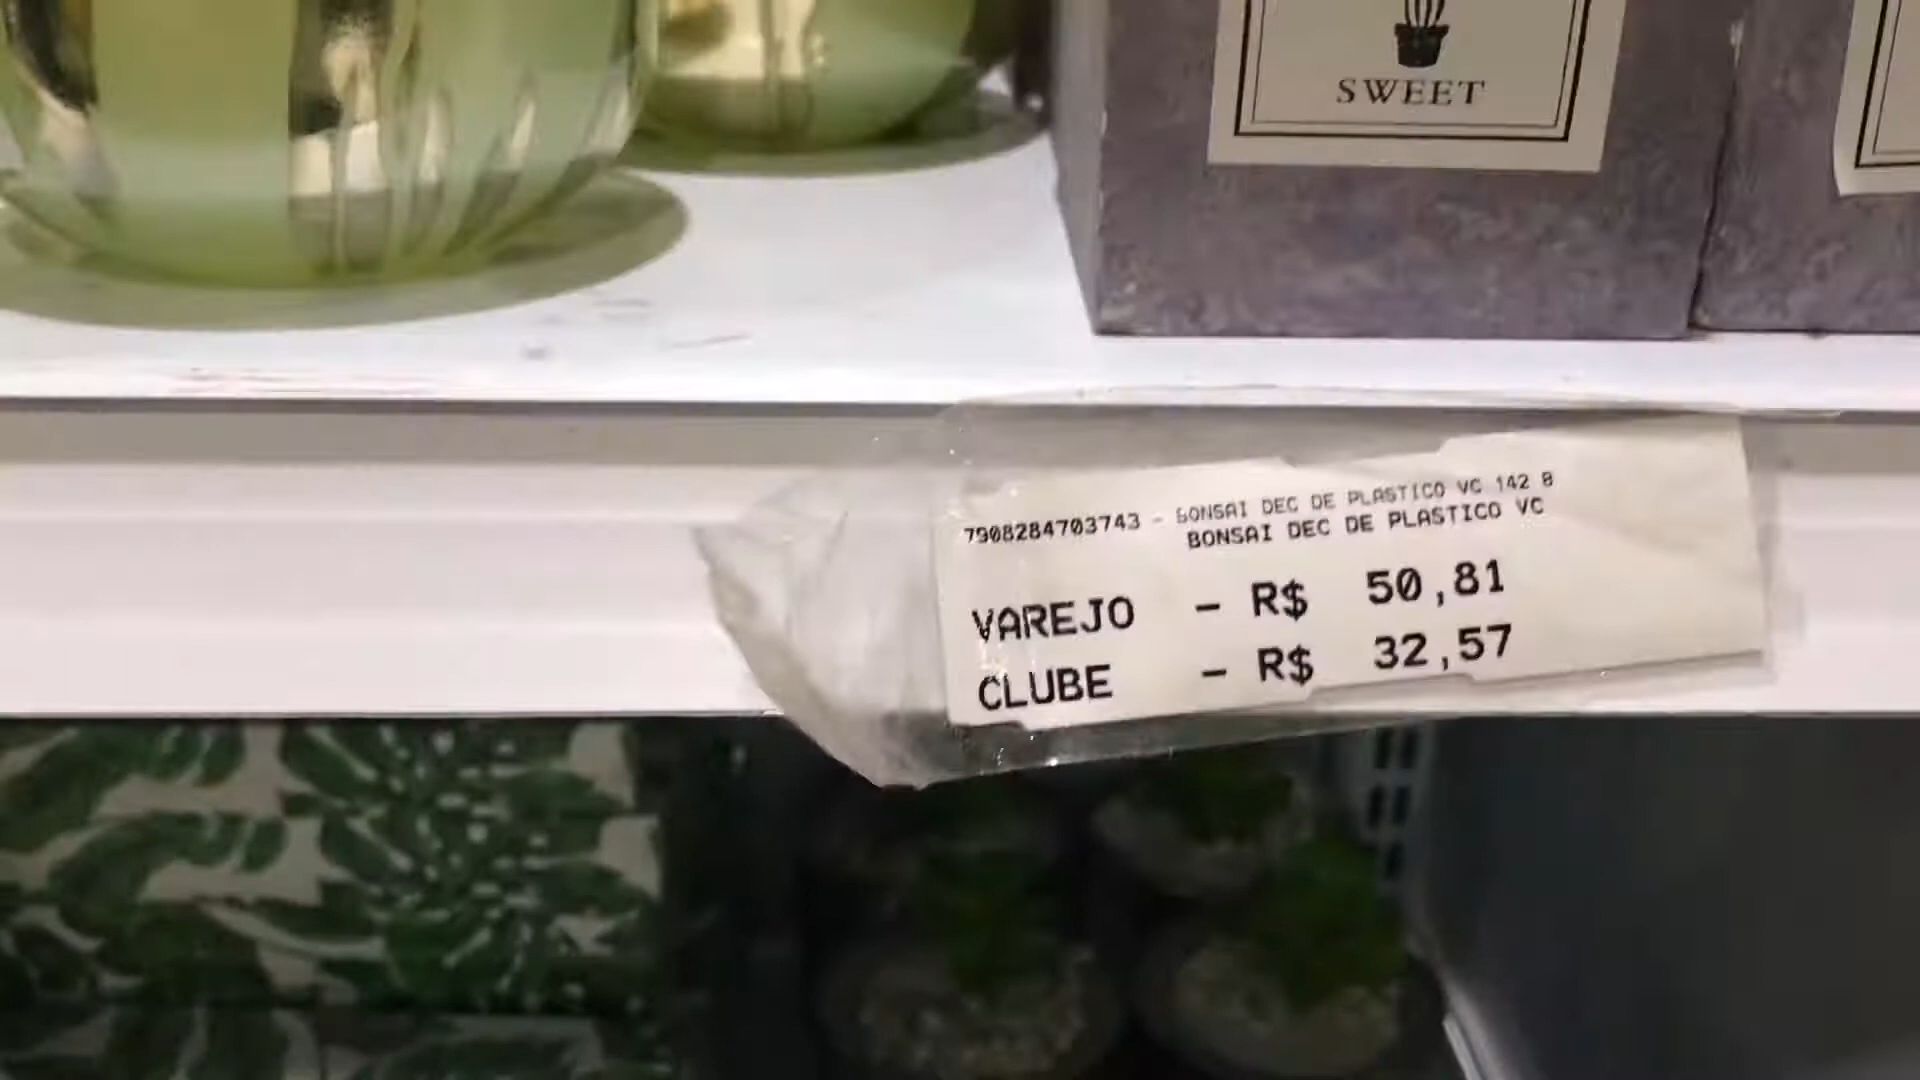 SWEET
7908284703743 - BONSAI DEC DE PLASTICO VC 142 8
BONSAI DEC DE PLASTICO VC
VAREJO - R$ 50,81
CLUBE - R$ 32,57